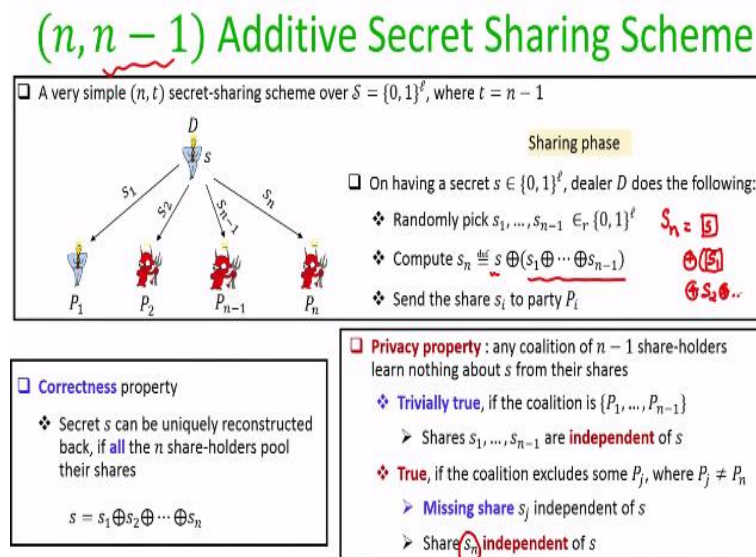 (n, n − 1) Additive Secret Sharing Scheme
❑ A very simple (n, t) secret-sharing scheme over 𝒮 = {0, 1}^ℓ, where t = n − 1
D
s
s₁
s₂
sₙ₋₁
sₙ
P₁
P₂
Pₙ₋₁
Pₙ
Sharing phase
❑ On having a secret s ∈ {0, 1}^ℓ, dealer D does the following:
❖ Randomly pick s₁, …, sₙ₋₁ ∈ᵣ {0, 1}^ℓ
❖ Compute sₙ ≝ s ⊕(s₁⊕ ⋯ ⊕sₙ₋₁)
❖ Send the share sᵢ to party Pᵢ
Sₙ = S
⊕ S₁
⊕ S₂ ⊕..
❑ Correctness property
❖ Secret s can be uniquely reconstructed
back, if all the n share-holders pool
their shares
s = s₁⊕s₂⊕ ⋯ ⊕sₙ
❑ Privacy property : any coalition of n − 1 share-holders
learn nothing about s from their shares
❖ Trivially true, if the coalition is {P₁, …, Pₙ₋₁}
➢ Shares s₁, …, sₙ₋₁ are independent of s
❖ True, if the coalition excludes some Pⱼ, where Pⱼ ≠ Pₙ
➢ Missing share sⱼ independent of s
➢ Share sₙ independent of s